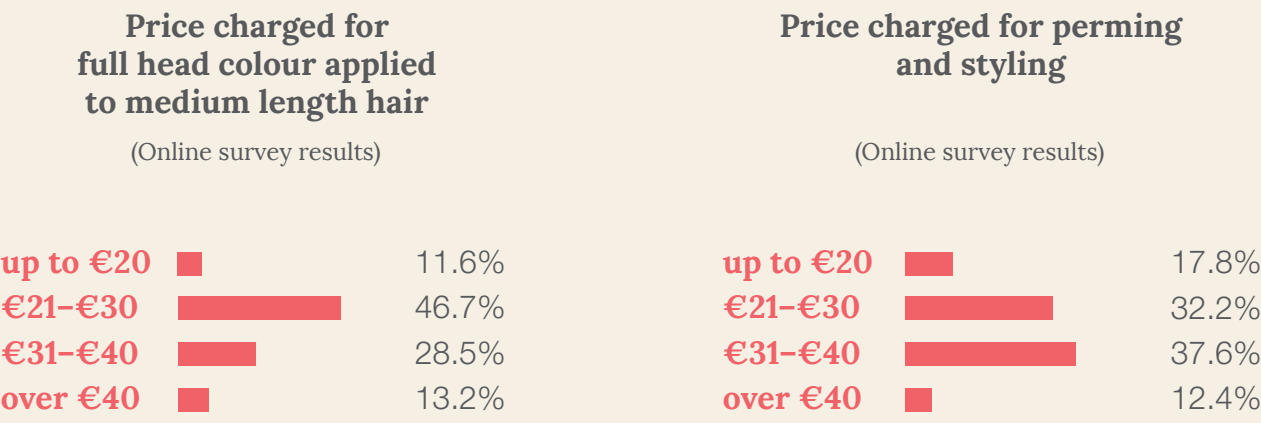 Price charged for
full head colour applied
to medium length hair
(Online survey results)
up to €20 11.6%
€21–€30 46.7%
€31–€40 28.5%
over €40 13.2%
Price charged for perming
and styling
(Online survey results)
up to €20 17.8%
€21–€30 32.2%
€31–€40 37.6%
over €40 12.4%